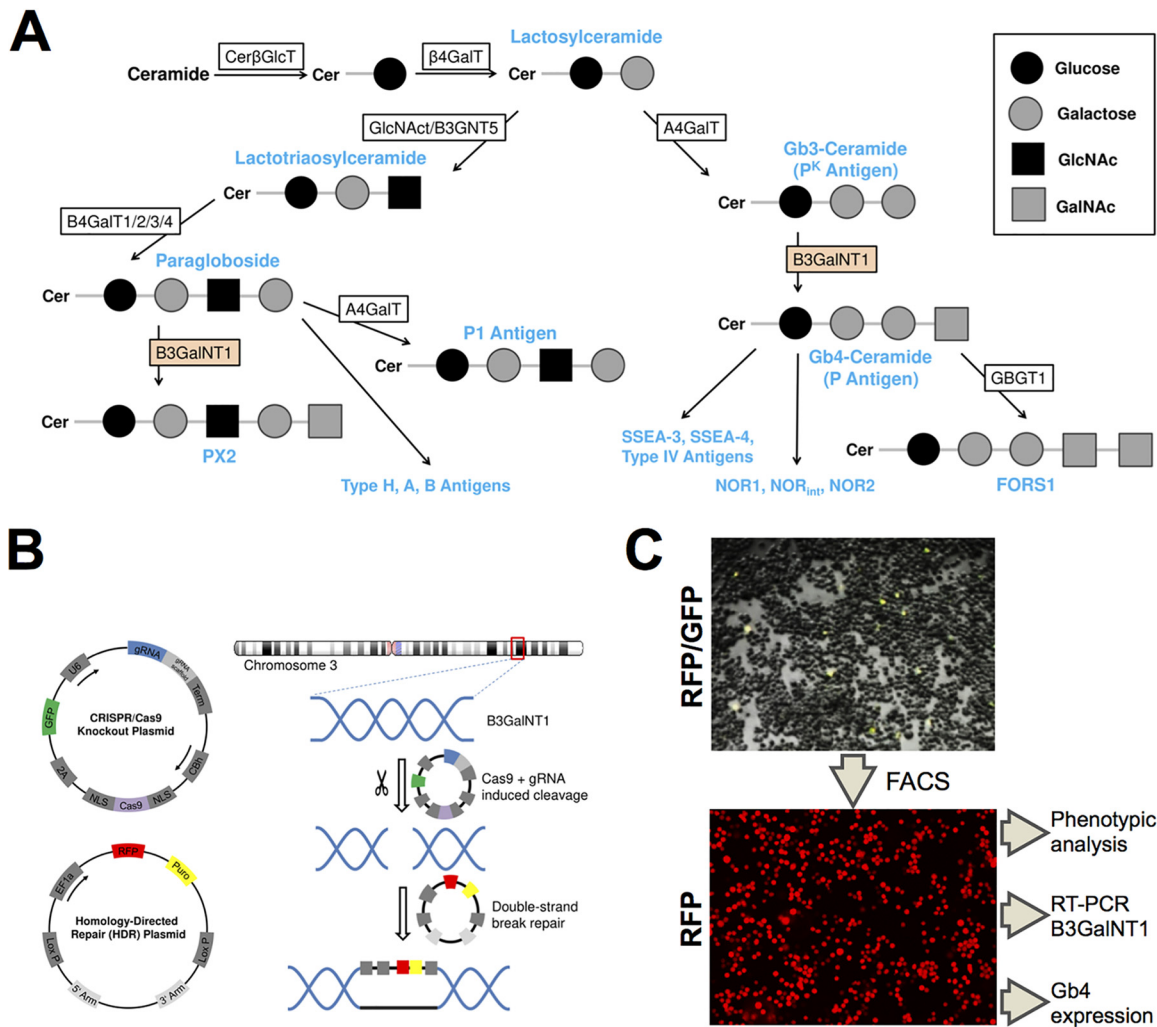 A
Ceramide
CerβGlcT
Cer
β4GalT
Lactosylceramide
Cer
Glucose
Galactose
GlcNAc
GalNAc
GlcNAct/B3GNT5
A4GalT
Lactotriaosylceramide
Cer
Gb3-Ceramide
(Pᴷ Antigen)
Cer
B4GalT1/2/3/4
B3GalNT1
Paragloboside
Cer
A4GalT
P1 Antigen
Cer
B3GalNT1
Cer
PX2
Cer
Gb4-Ceramide
(P Antigen)
GBGT1
SSEA-3, SSEA-4,
Type IV Antigens
Cer
FORS1
Type H, A, B Antigens
NOR1, NORint, NOR2
B
U6
gRNA
gRNA scaffold
Term
CBh
NLS
Cas9
NLS
2A
GFP
CRISPR/Cas9
Knockout Plasmid
EF1a
RFP
Puro
Lox P
3' Arm
5' Arm
Lox P
Homology-Directed
Repair (HDR) Plasmid
Chromosome 3
B3GalNT1
Cas9 + gRNA
induced cleavage
Double-strand
break repair
C
RFP/GFP
FACS
RFP
Phenotypic
analysis
RT-PCR
B3GalNT1
Gb4
expression